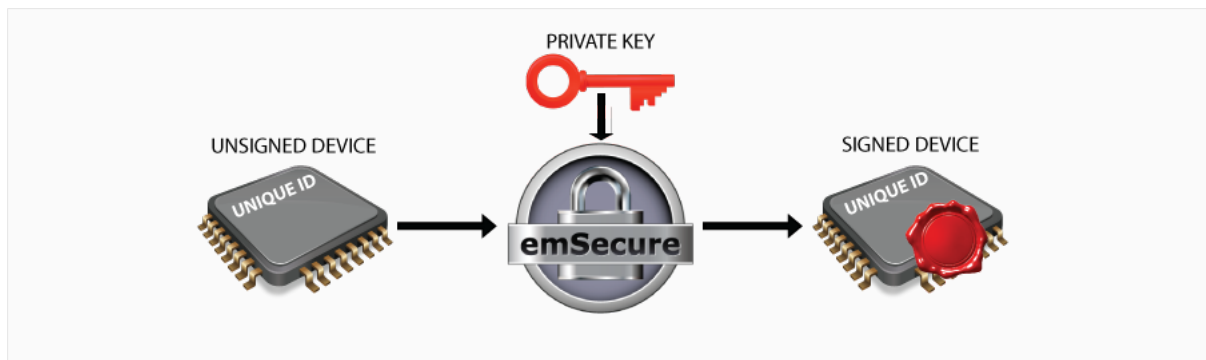 PRIVATE KEY
UNSIGNED DEVICE
SIGNED DEVICE
UNIQUE ID
emSecure
UNIQUE ID